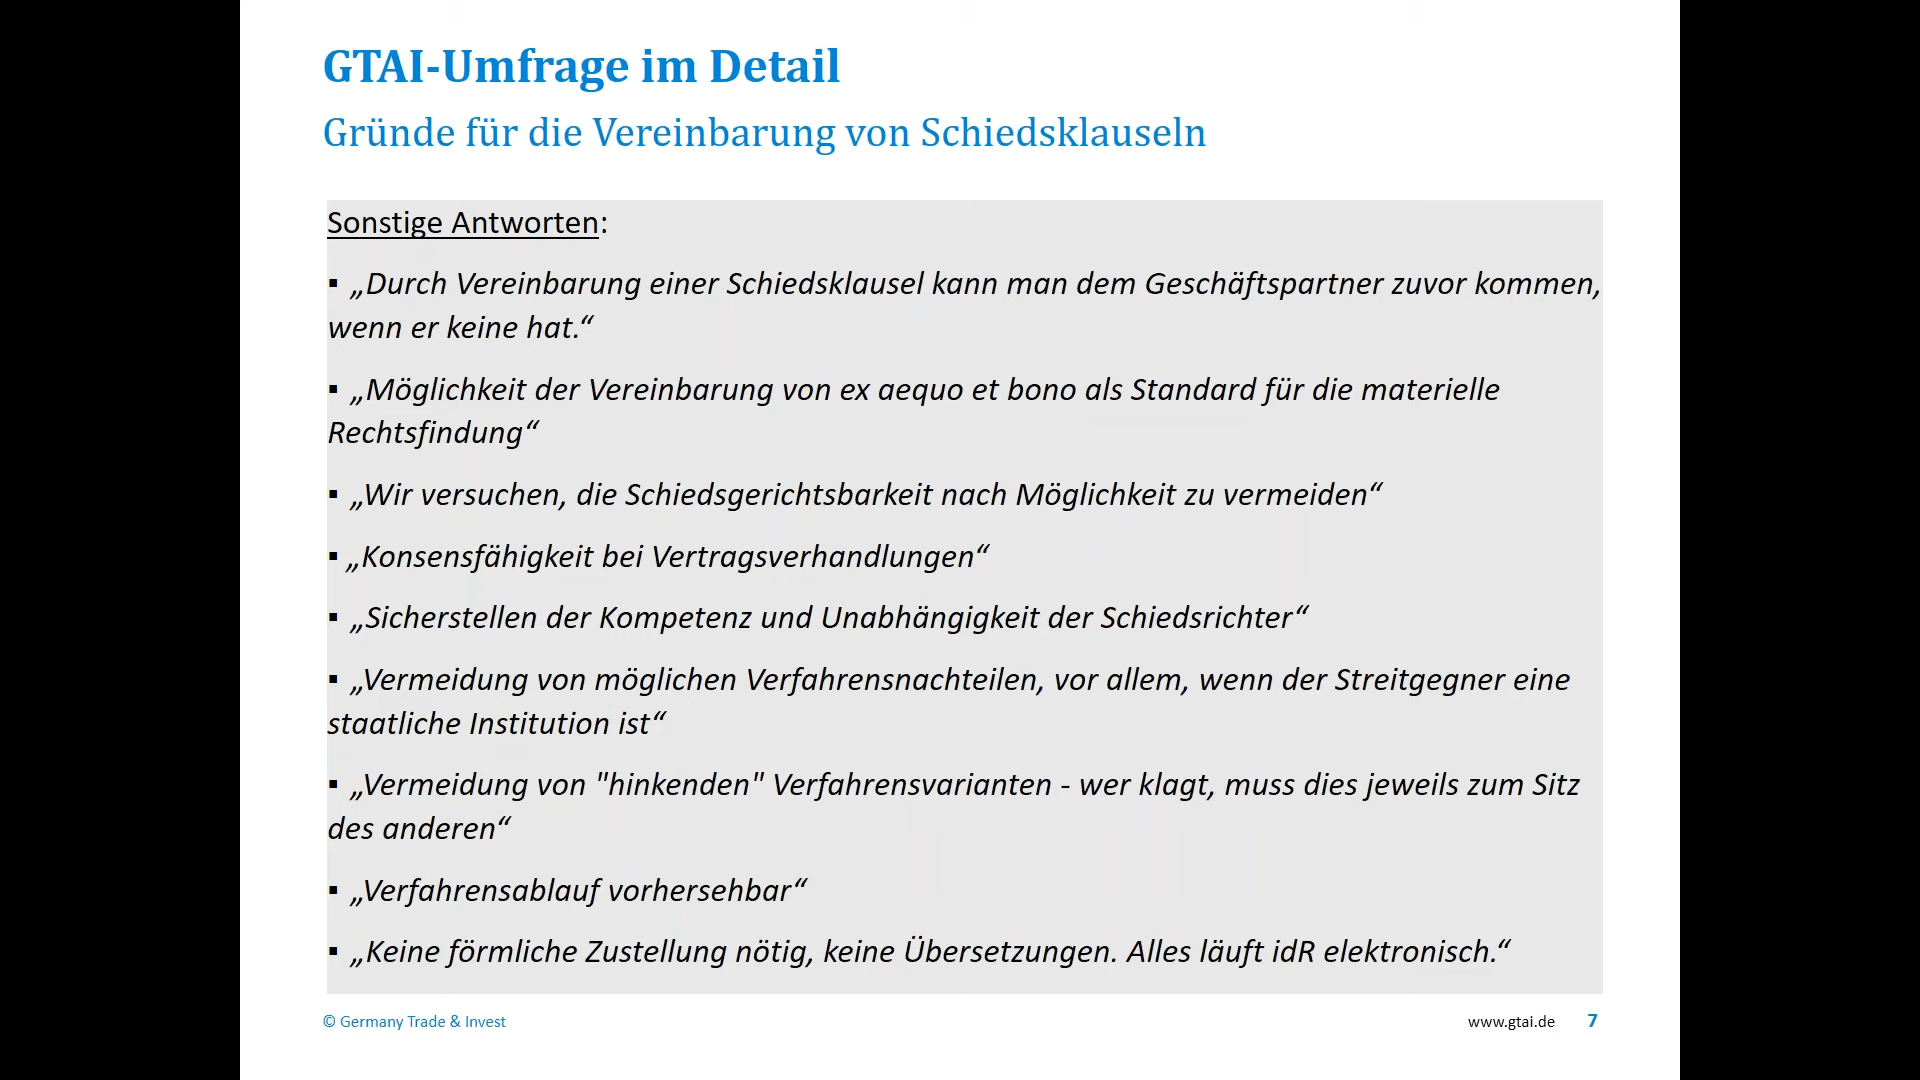 GTAI-Umfrage im Detail
Gründe für die Vereinbarung von Schiedsklauseln
Sonstige Antworten:
▪ „Durch Vereinbarung einer Schiedsklausel kann man dem Geschäftspartner zuvor kommen,
wenn er keine hat.“
▪ „Möglichkeit der Vereinbarung von ex aequo et bono als Standard für die materielle
Rechtsfindung“
▪ „Wir versuchen, die Schiedsgerichtsbarkeit nach Möglichkeit zu vermeiden“
▪ „Konsensfähigkeit bei Vertragsverhandlungen“
▪ „Sicherstellen der Kompetenz und Unabhängigkeit der Schiedsrichter“
▪ „Vermeidung von möglichen Verfahrensnachteilen, vor allem, wenn der Streitgegner eine
staatliche Institution ist“
▪ „Vermeidung von "hinkenden" Verfahrensvarianten - wer klagt, muss dies jeweils zum Sitz
des anderen“
▪ „Verfahrensablauf vorhersehbar“
▪ „Keine förmliche Zustellung nötig, keine Übersetzungen. Alles läuft idR elektronisch.“
© Germany Trade & Invest
www.gtai.de 7